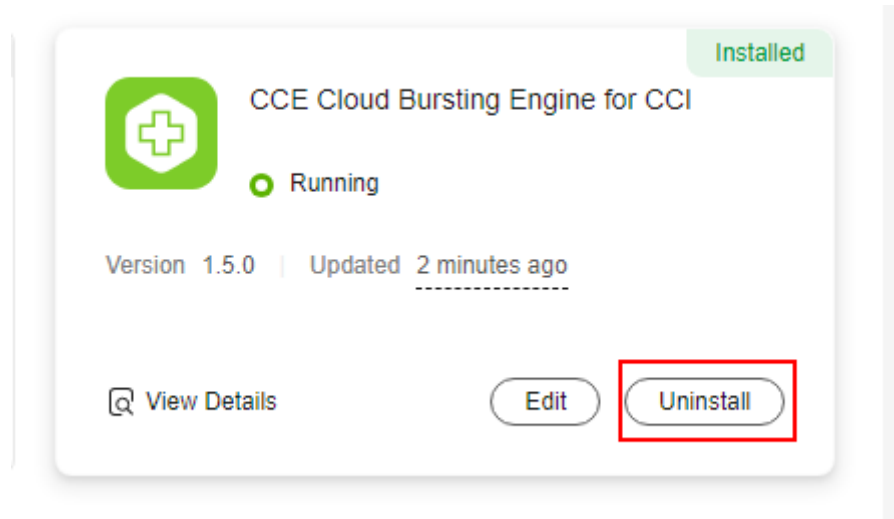 Installed
CCE Cloud Bursting Engine for CCI
Running
Version 1.5.0 Updated 2 minutes ago
View Details Edit Uninstall